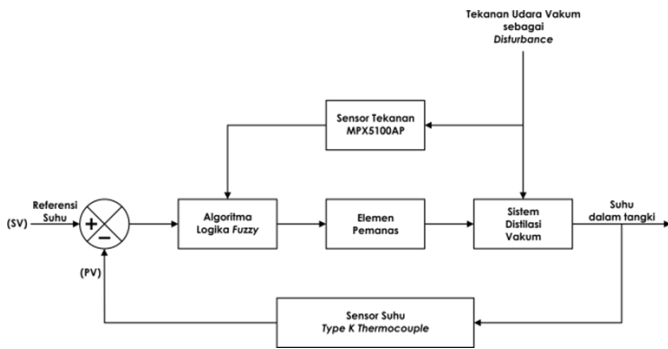 Tekanan Udara Vakum
sebagai
Disturbance
Sensor Tekanan
MPX5100AP
Referensi
Suhu
(SV)
+
−
(PV)
Algoritma
Logika Fuzzy
Elemen
Pemanas
Sistem
Distilasi
Vakum
Suhu
dalam tangki
Sensor Suhu
Type K Thermocouple